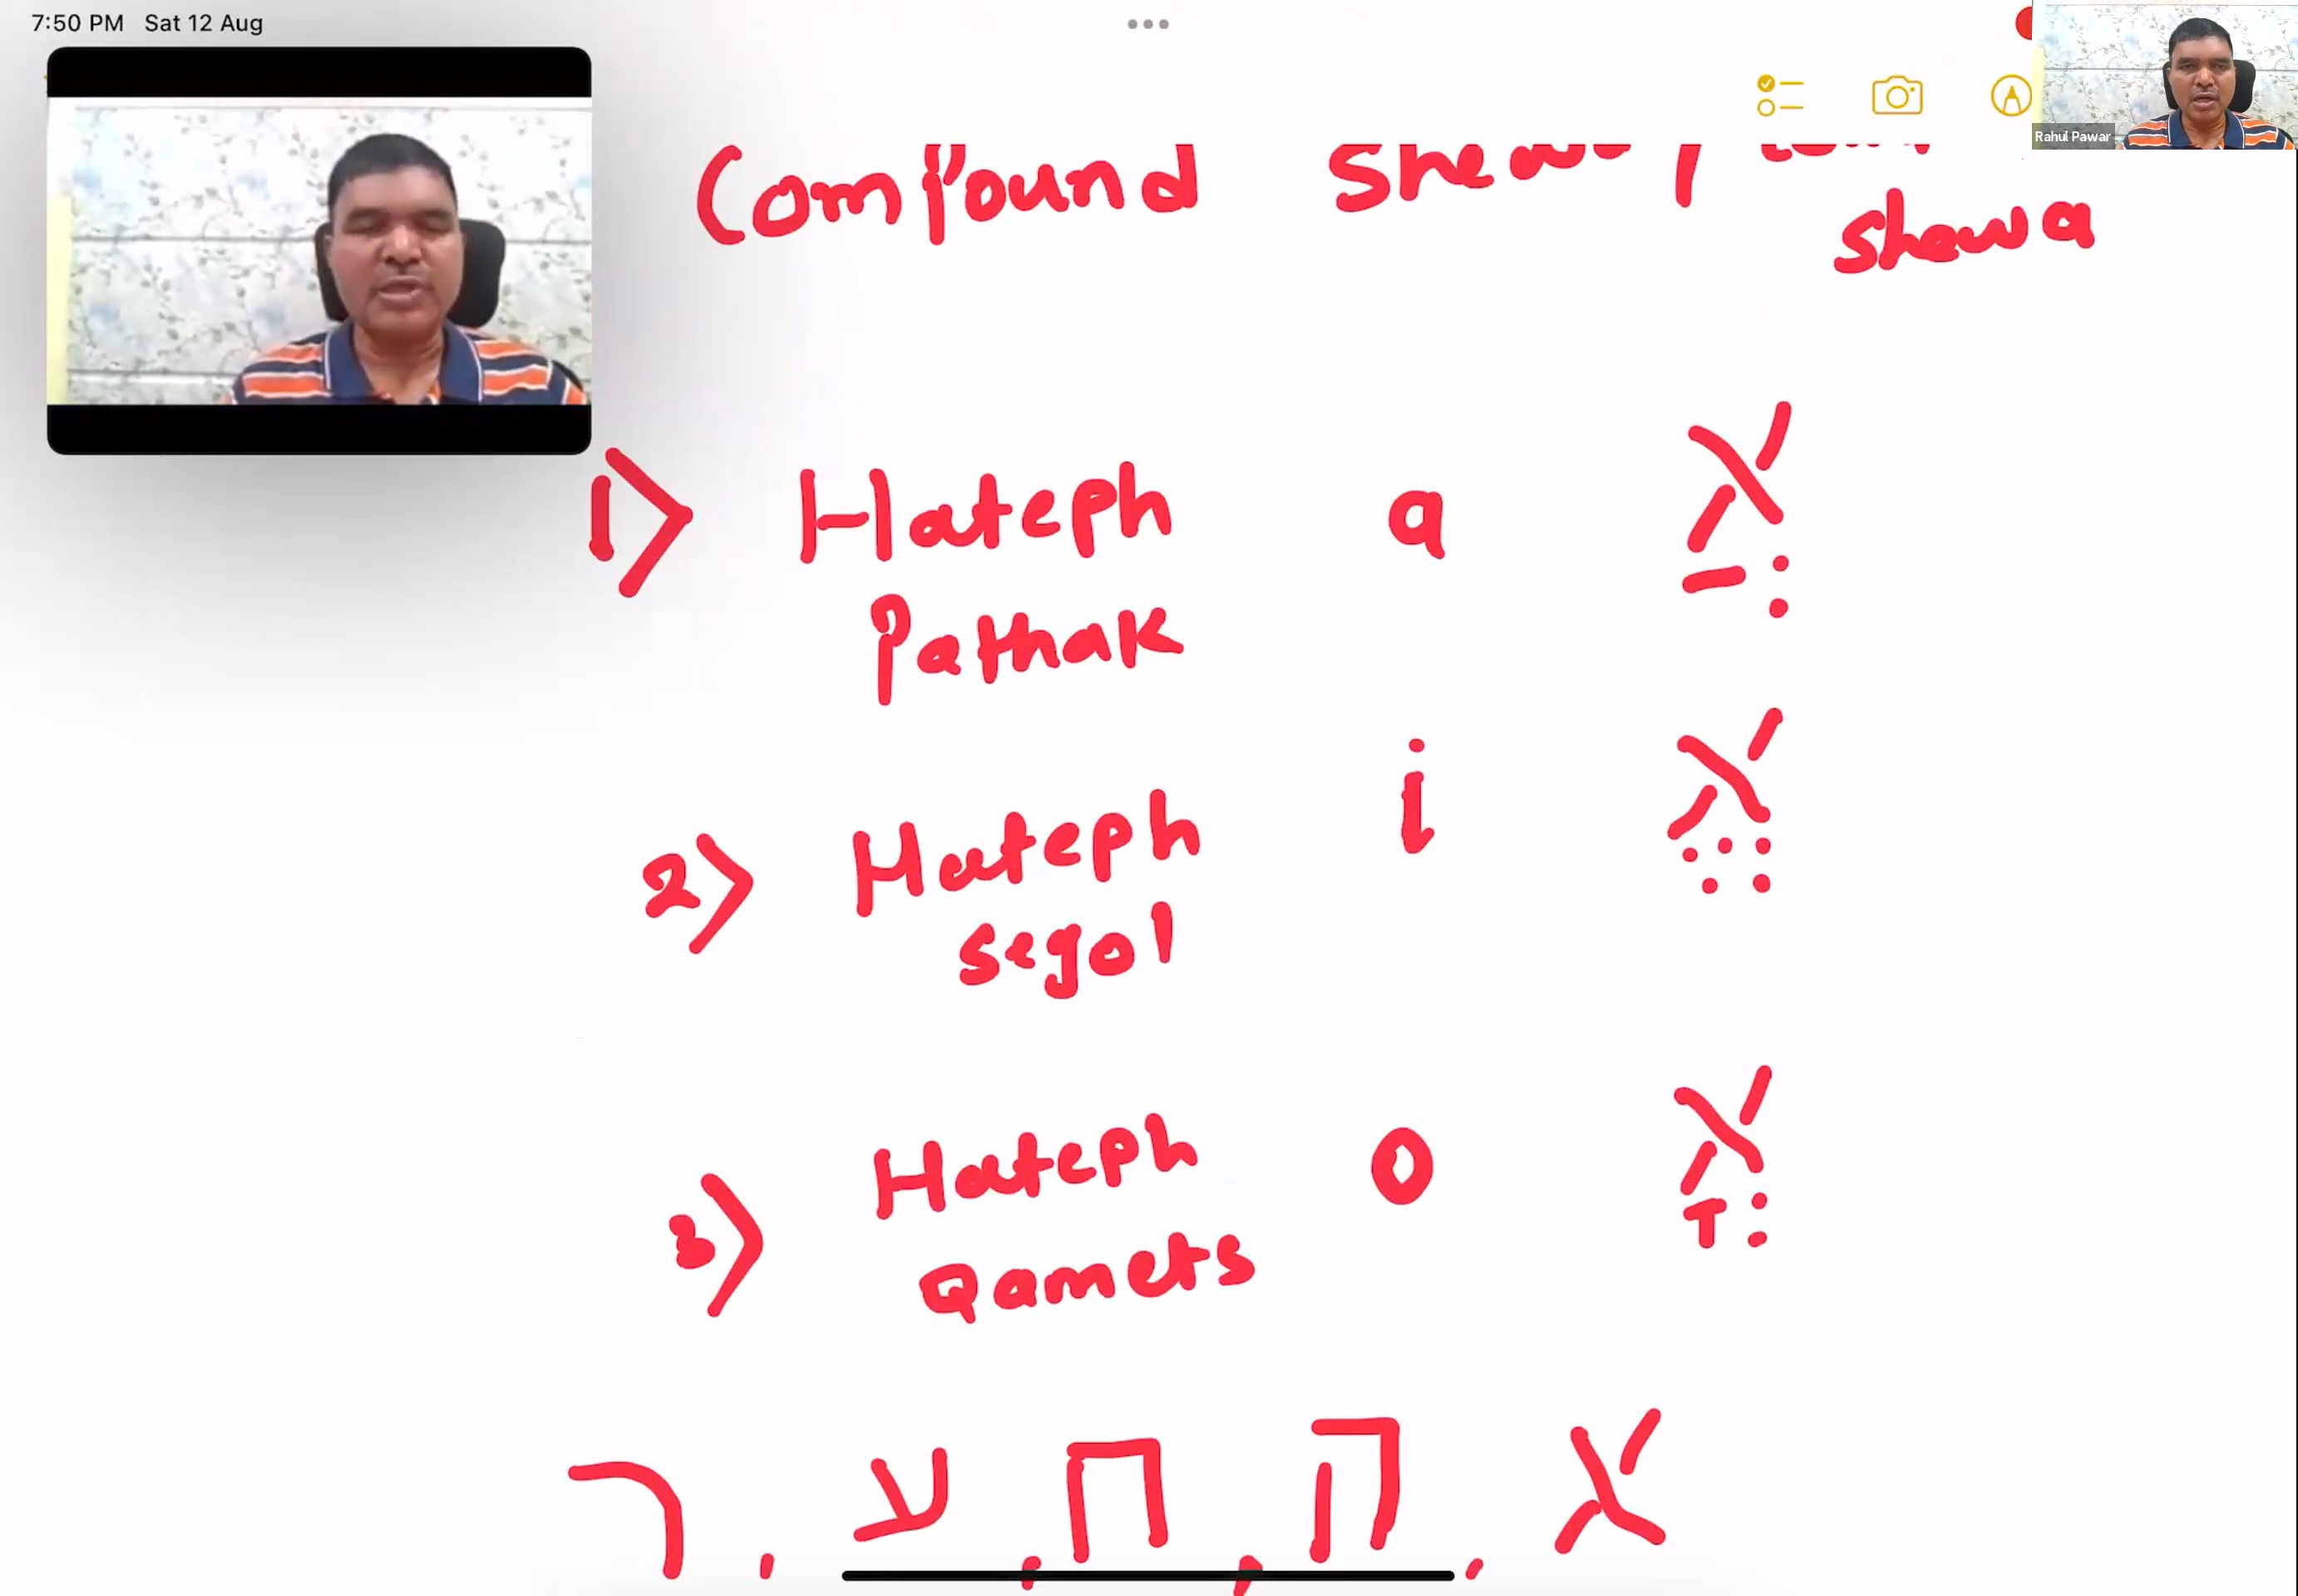 7:50 PM Sat 12 Aug
Rahul Pawar
Compound Shewa /
Shewa
1> Hateph a אֲ
Pathak
2> Hateph i אֱ
segol
3) Hateph o אֳ
Qamets
ר, ע, ח, ה, א